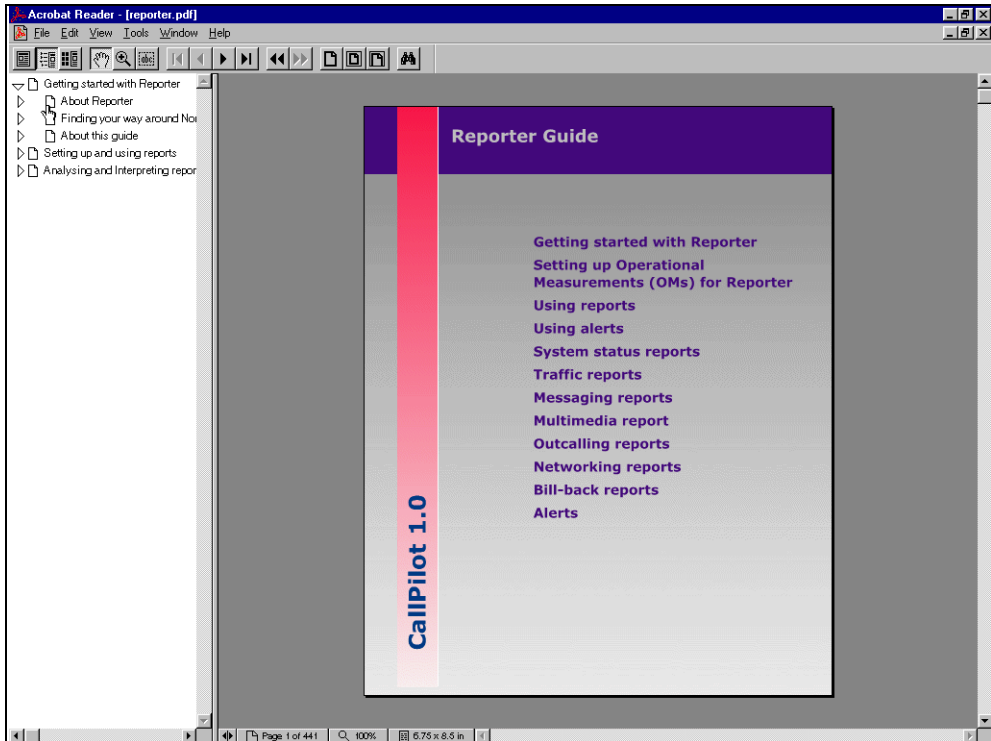 Acrobat Reader - [reporter.pdf]
File Edit View Tools Window Help
abc
Getting started with Reporter
About Reporter
Finding your way around Nor
About this guide
Setting up and using reports
Analysing and Interpreting repor
Reporter Guide
Getting started with Reporter
Setting up Operational
Measurements (OMs) for Reporter
Using reports
Using alerts
System status reports
Traffic reports
Messaging reports
Multimedia report
Outcalling reports
Networking reports
Bill-back reports
Alerts
CallPilot 1.0
Page 1 of 441 100% 6.75 x 8.5 in